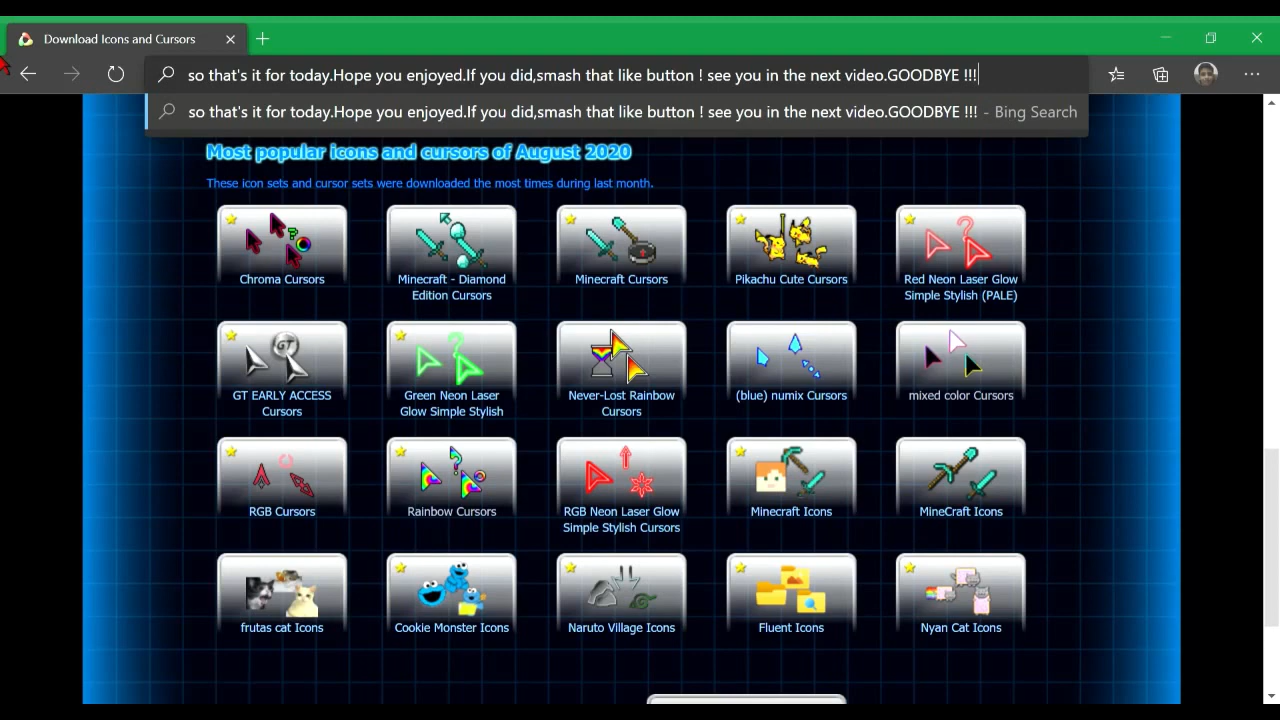 Download Icons and Cursors
so that's it for today.Hope you enjoyed.If you did,smash that like button ! see you in the next video.GOODBYE !!!
so that's it for today.Hope you enjoyed.If you did,smash that like button ! see you in the next video.GOODBYE !!! - Bing Search
Most popular icons and cursors of August 2020
These icon sets and cursor sets were downloaded the most times during last month.
Chroma Cursors
Minecraft - Diamond
Edition Cursors
Minecraft Cursors
Pikachu Cute Cursors
Red Neon Laser Glow
Simple Stylish (PALE)
GT EARLY ACCESS
Cursors
Green Neon Laser
Glow Simple Stylish
Never-Lost Rainbow
Cursors
(blue) numix Cursors
mixed color Cursors
RGB Cursors
Rainbow Cursors
RGB Neon Laser Glow
Simple Stylish Cursors
Minecraft Icons
MineCraft Icons
frutas cat Icons
Cookie Monster Icons
Naruto Village Icons
Fluent Icons
Nyan Cat Icons